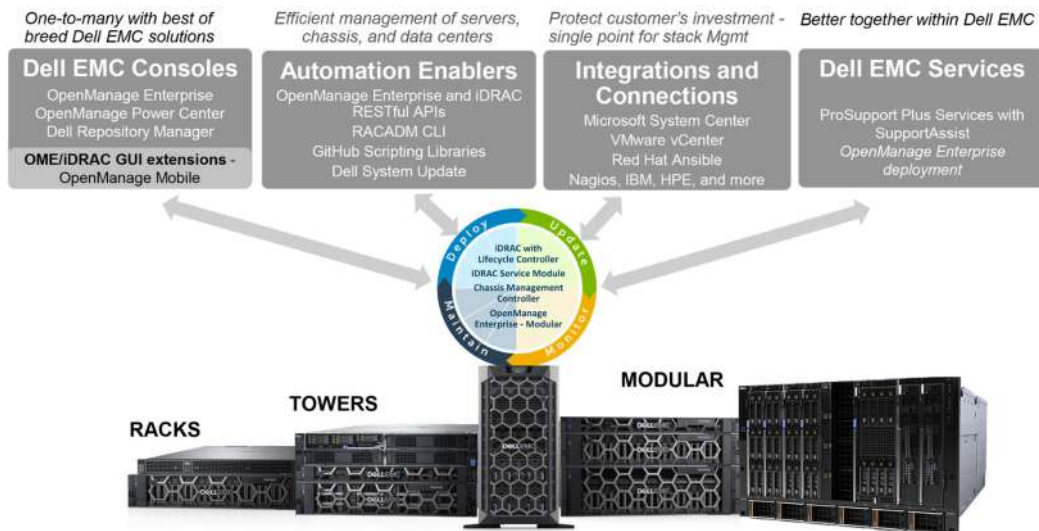 One-to-many with best of
breed Dell EMC solutions
Efficient management of servers,
chassis, and data centers
Protect customer's investment -
single point for stack Mgmt
Better together within Dell EMC
Dell EMC Consoles
OpenManage Enterprise
OpenManage Power Center
Dell Repository Manager
OME/iDRAC GUI extensions -
OpenManage Mobile
Automation Enablers
OpenManage Enterprise and iDRAC
RESTful APIs
RACADM CLI
GitHub Scripting Libraries
Dell System Update
Integrations and
Connections
Microsoft System Center
VMware vCenter
Red Hat Ansible
Nagios, IBM, HPE, and more
Dell EMC Services
ProSupport Plus Services with
SupportAssist
OpenManage Enterprise
deployment
Deploy
Update
Monitor
Maintain
iDRAC with
Lifecycle Controller
iDRAC Service Module
Chassis Management
Controller
OpenManage
Enterprise - Modular
RACKS
TOWERS
MODULAR
DELL
DELLEMC
DELLEMC
DELLEMC